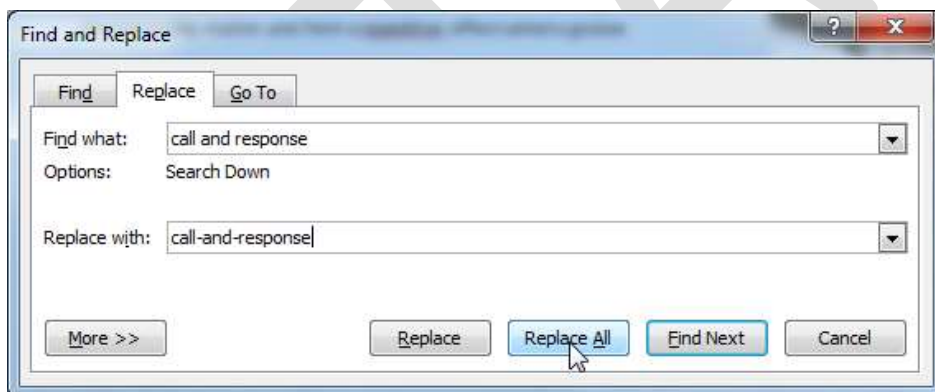 Find and Replace
Find Replace Go To
Find what: call and response
Options: Search Down
Replace with: call-and-response
More >> Replace Replace All Find Next Cancel